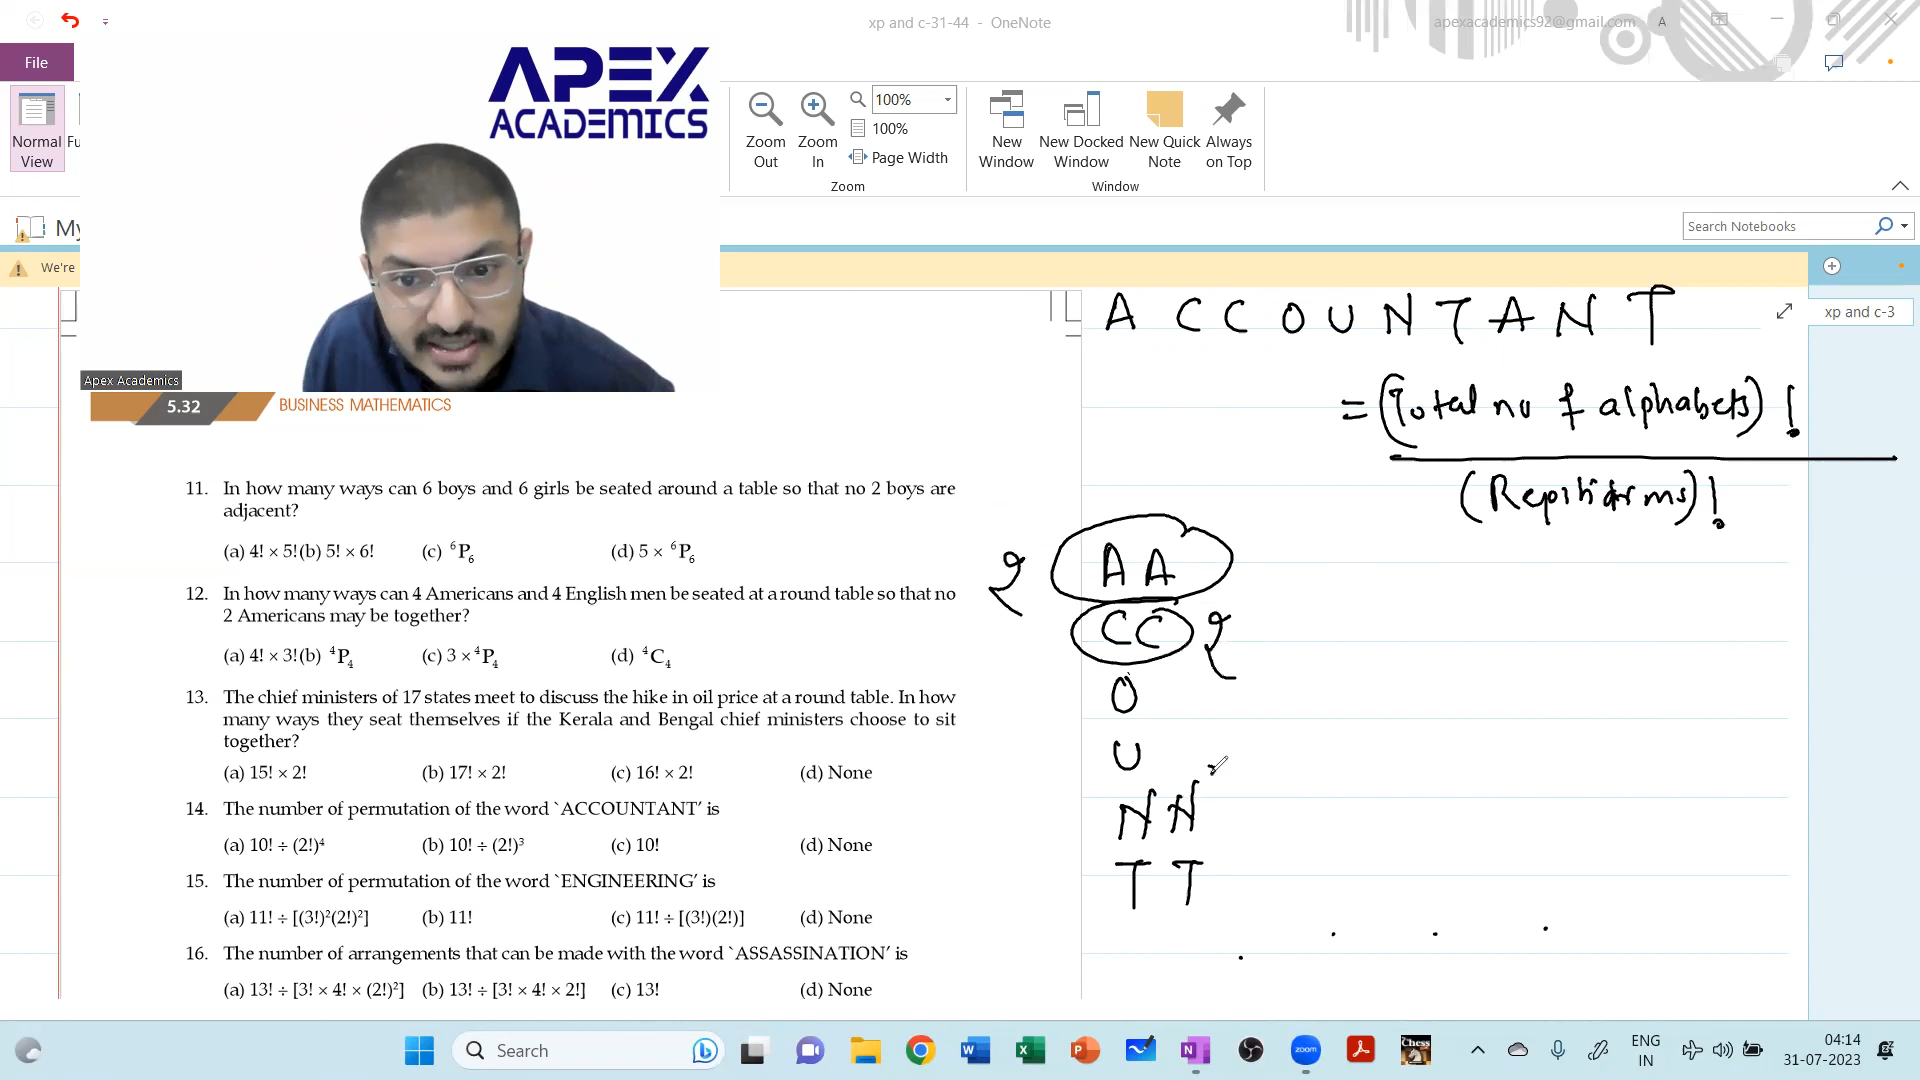 xp and c-31-44 - OneNote
apexacademics92@gmail.com A
File
APEX
ACADEMICS
Normal
View
Fu
Zoom
Out
Zoom
In
100%
100%
Page Width
Zoom
New
Window
New Docked
Window
New Quick
Note
Always
on Top
Window
My
Search Notebooks
We're
xp and c-3
Apex Academics
5.32 BUSINESS MATHEMATICS
11. In how many ways can 6 boys and 6 girls be seated around a table so that no 2 boys are
adjacent?
(a) 4! × 5! (b) 5! × 6! (c) ⁶P₆ (d) 5 × ⁶P₆
12. In how many ways can 4 Americans and 4 English men be seated at a round table so that no
2 Americans may be together?
(a) 4! × 3! (b) ⁴P₄ (c) 3 × ⁴P₄ (d) ⁴C₄
13. The chief ministers of 17 states meet to discuss the hike in oil price at a round table. In how
many ways they seat themselves if the Kerala and Bengal chief ministers choose to sit
together?
(a) 15! × 2! (b) 17! × 2! (c) 16! × 2! (d) None
14. The number of permutation of the word `ACCOUNTANT' is
(a) 10! ÷ (2!)⁴ (b) 10! ÷ (2!)³ (c) 10! (d) None
15. The number of permutation of the word `ENGINEERING' is
(a) 11! ÷ [(3!)²(2!)²] (b) 11! (c) 11! ÷ [(3!)(2!)] (d) None
16. The number of arrangements that can be made with the word `ASSASSINATION' is
(a) 13! ÷ [3! × 4! × (2!)²] (b) 13! ÷ [3! × 4! × 2!] (c) 13! (d) None
A C C O U N T A N T
= (Total no of alphabets)!
A A
C C
O
U
N N
T T
Search
ENG
IN
04:14
31-07-2023